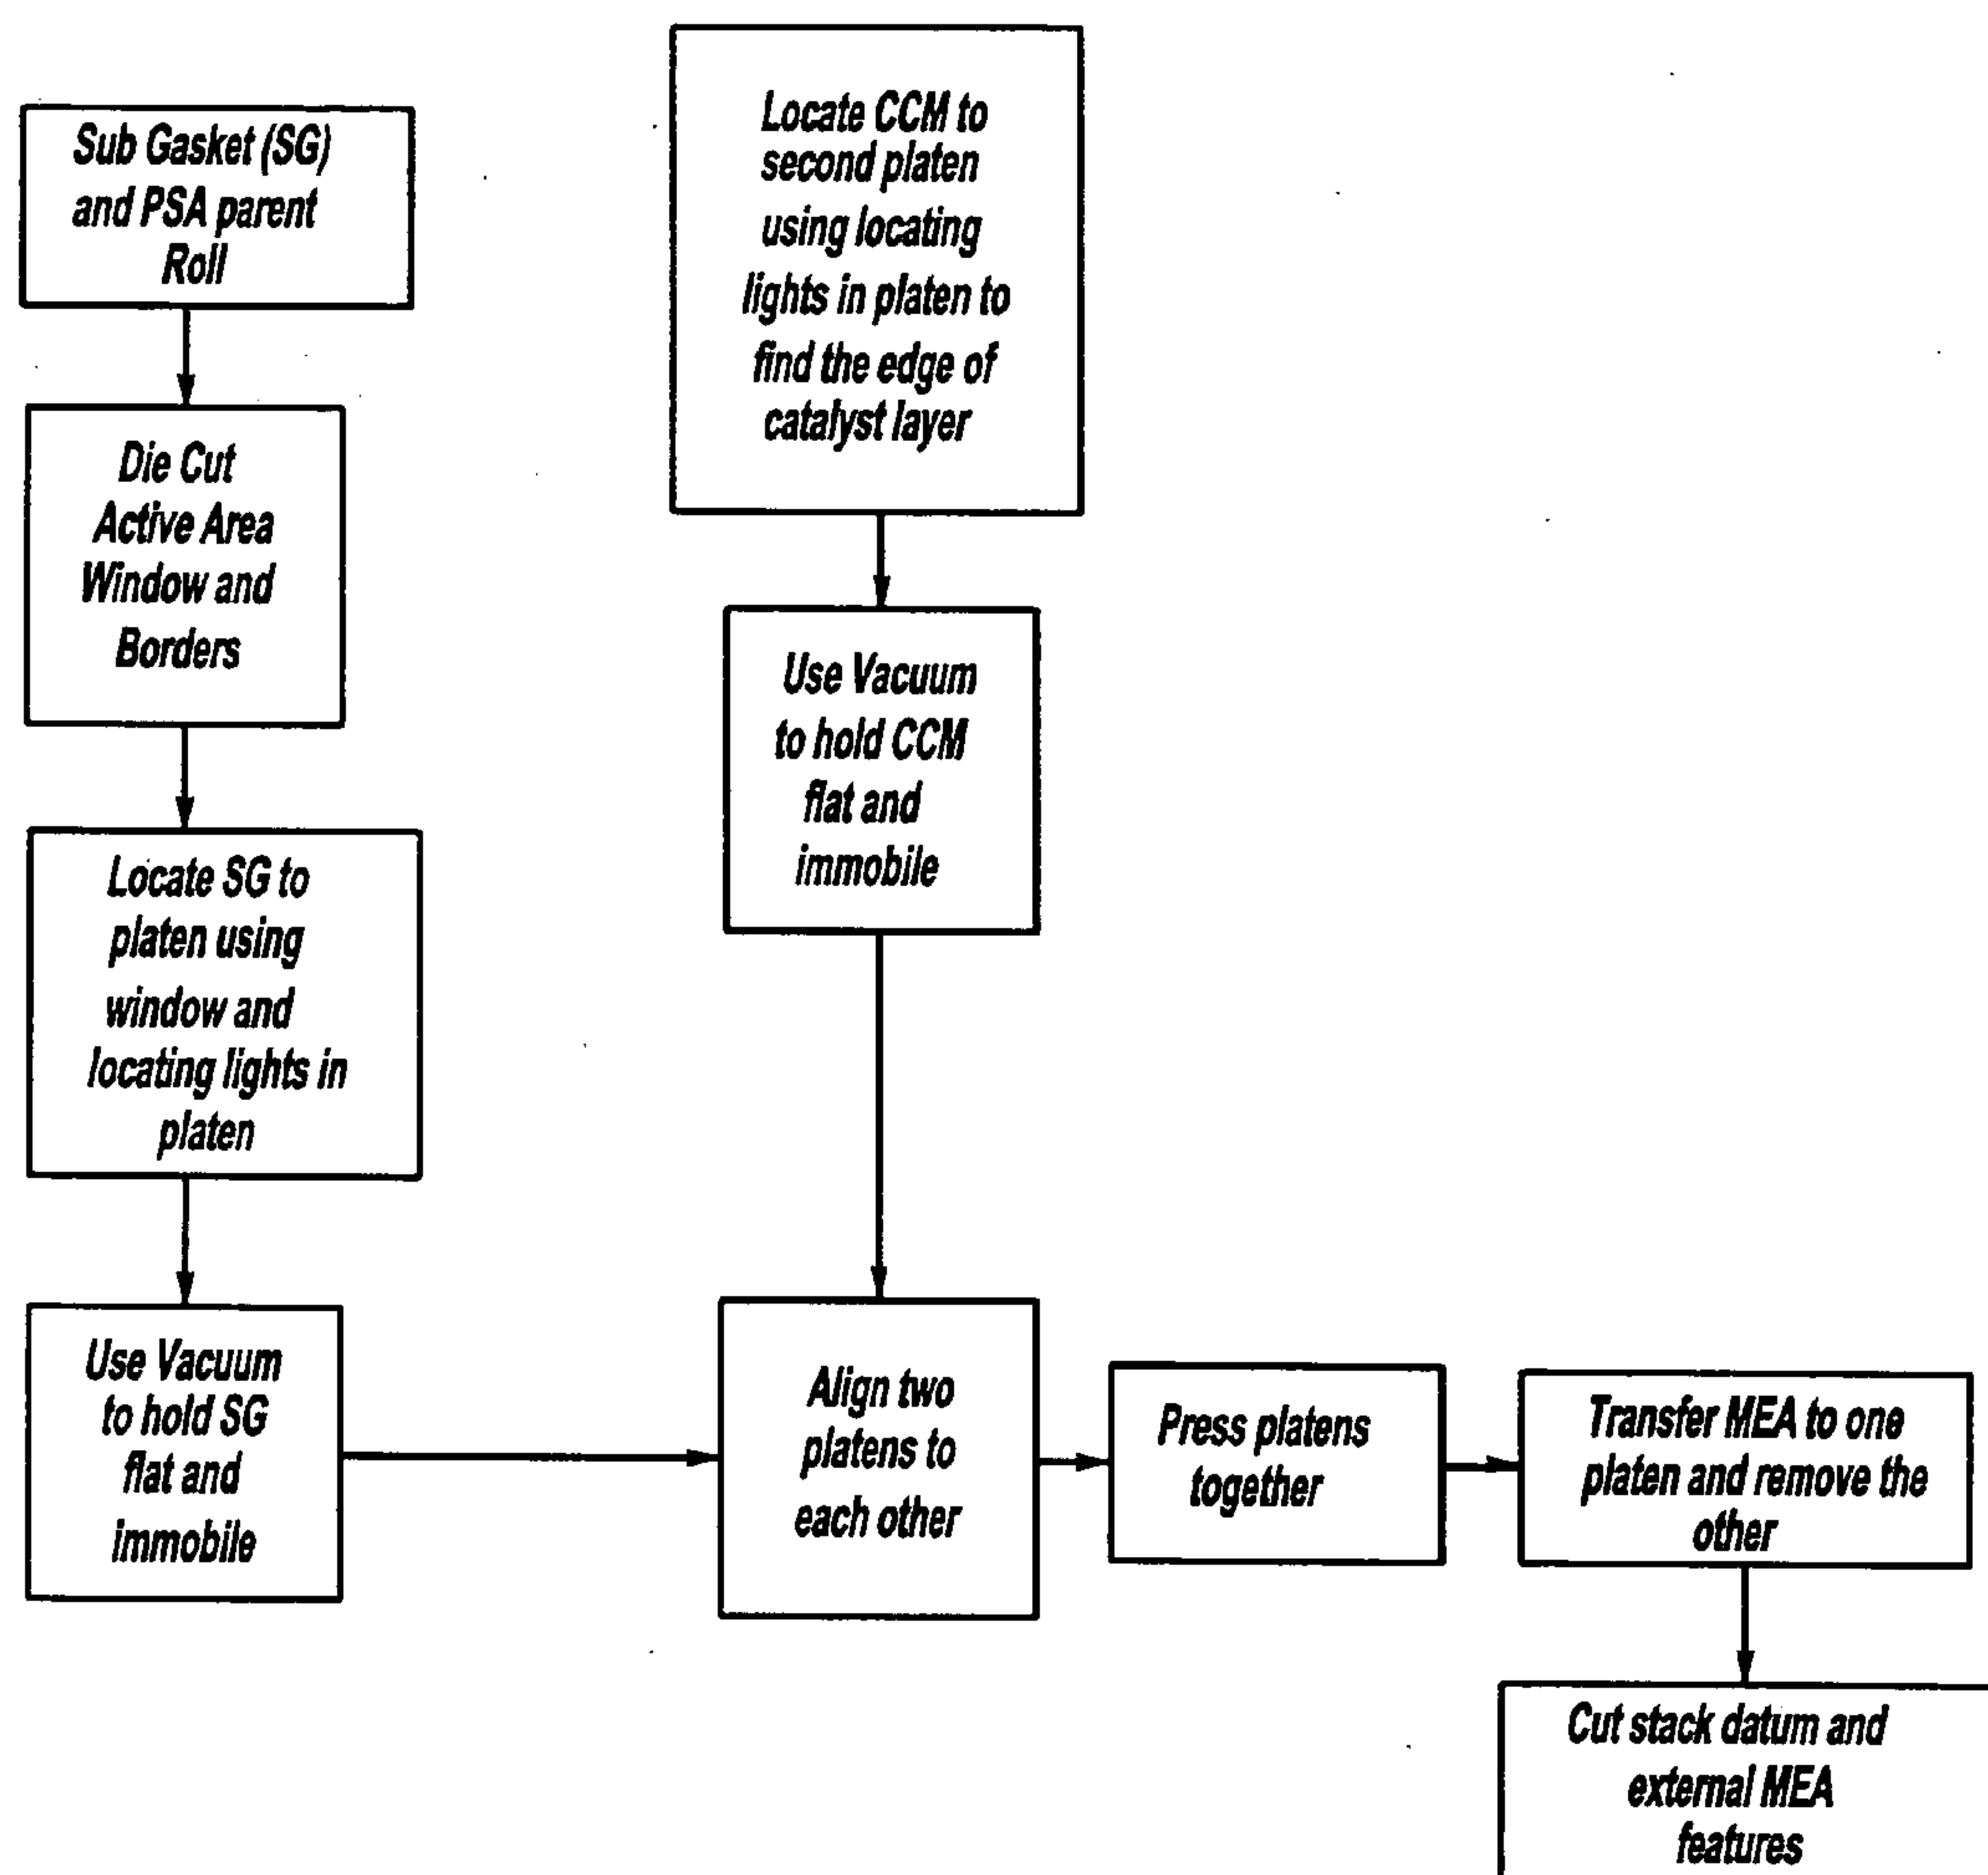 Sub Gasket (SG)
and PSA parent
Roll
Die Cut
Active Area
Window and
Borders
Locate SG to
platen using
window and
locating lights in
platen
Use Vacuum
to hold SG
flat and
immobile
Locate CCM to
second platen
using locating
lights in platen to
find the edge of
catalyst layer
Use Vacuum
to hold CCM
flat and
immobile
Align two
platens to
each other
Press platens
together
Transfer MEA to one
platen and remove the
other
Cut stack datum and
external MEA
features